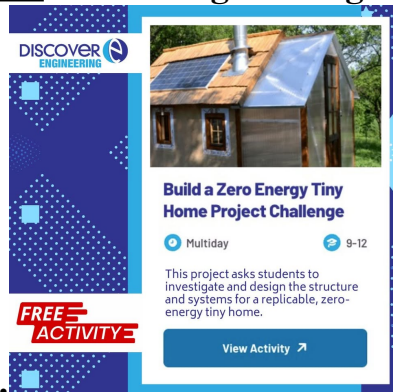 DISCOVER e
ENGINEERING
Build a Zero Energy Tiny
Home Project Challenge
Multiday
9-12
This project asks students to
investigate and design the structure
and systems for a replicable, zero-
energy tiny home.
FREE
ACTIVITY
View Activity